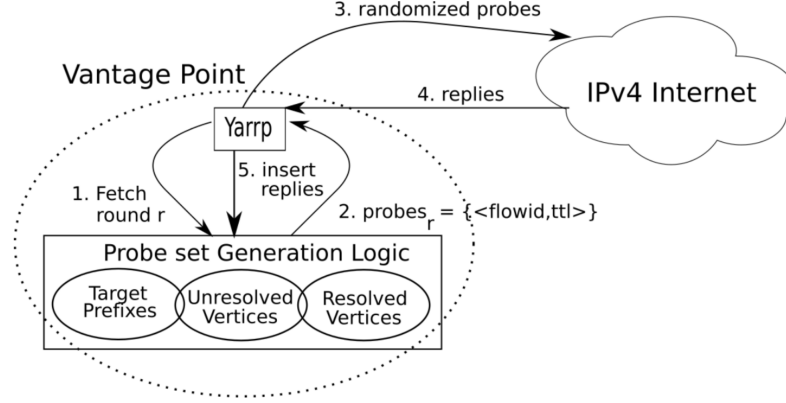 3. randomized probes
Vantage Point
4. replies
IPv4 Internet
Yarrp
5. insert
replies
1. Fetch
round r
2. probes_r = {<flowid,ttl>}
Probe set Generation Logic
Target
Prefixes
Unresolved
Vertices
Resolved
Vertices